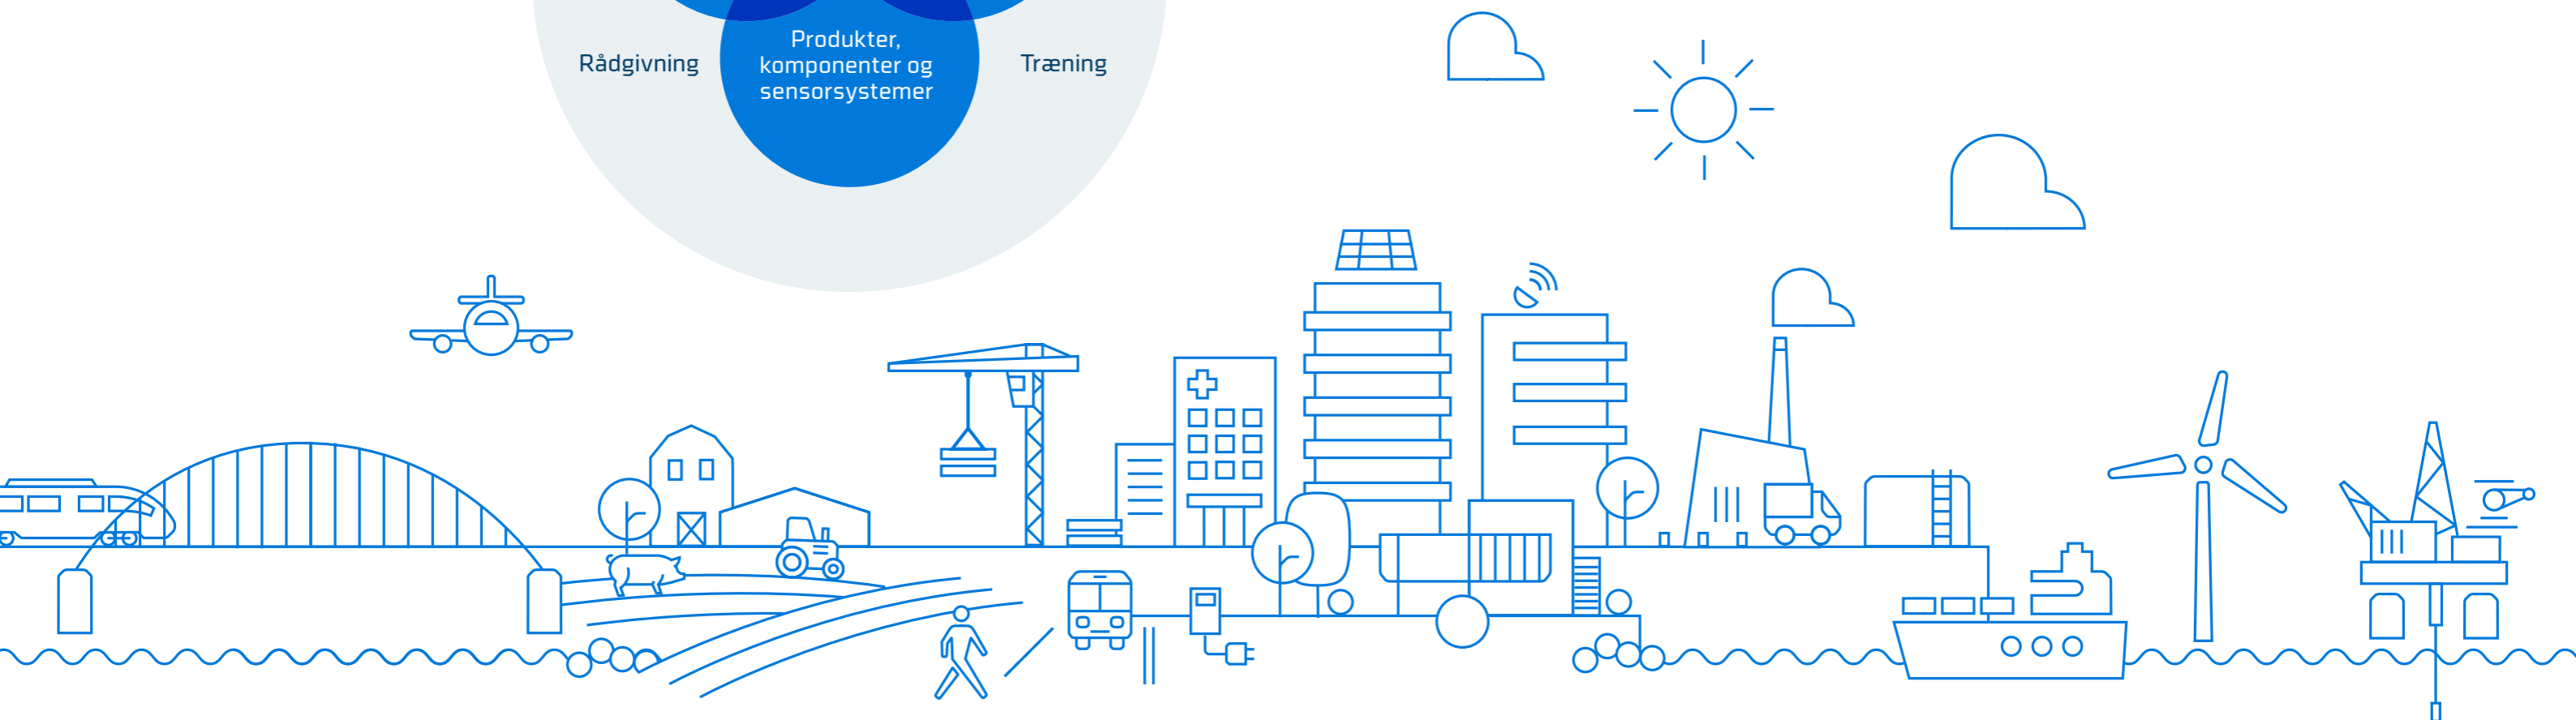 Rådgivning
Produkter,
komponenter og
sensorsystemer
Træning